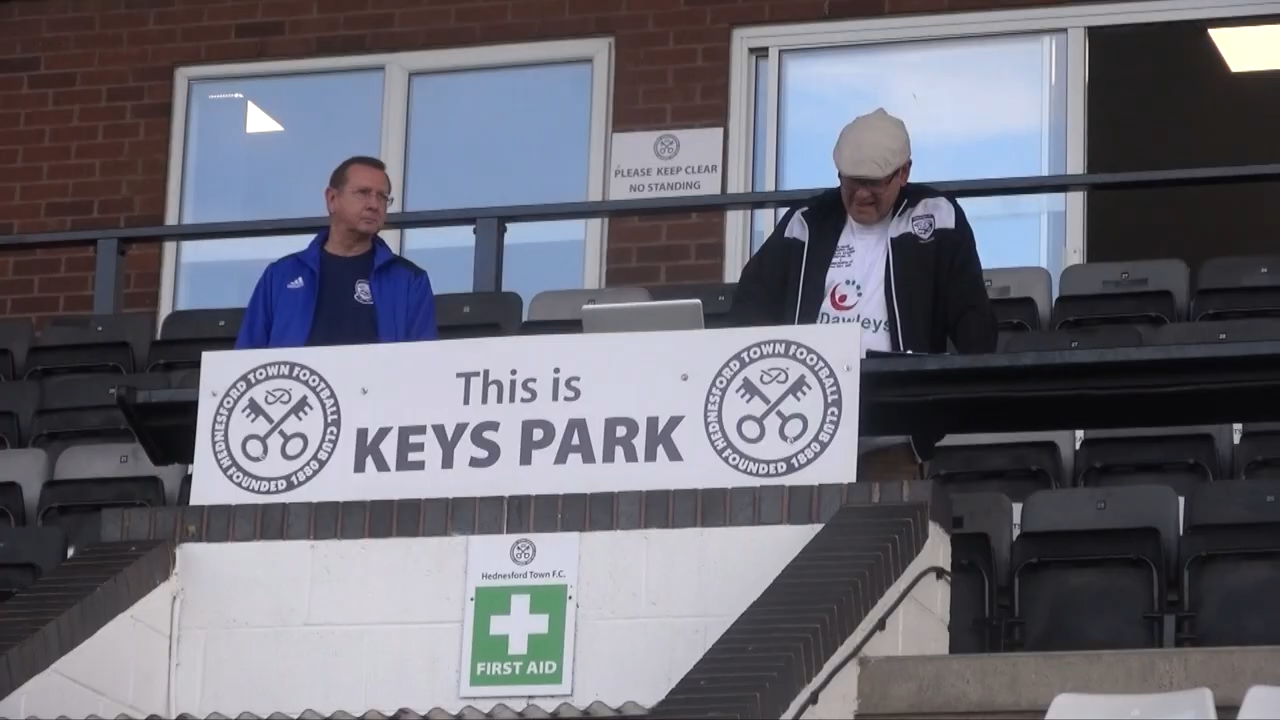 PLEASE KEEP CLEAR
NO STANDING
Dawleys
This is
KEYS PARK
HEDNESFORD TOWN FOOTBALL CLUB
FOUNDED 1880
HEDNESFORD TOWN FOOTBALL CLUB
FOUNDED 1880
Hednesford Town F.C.
FIRST AID